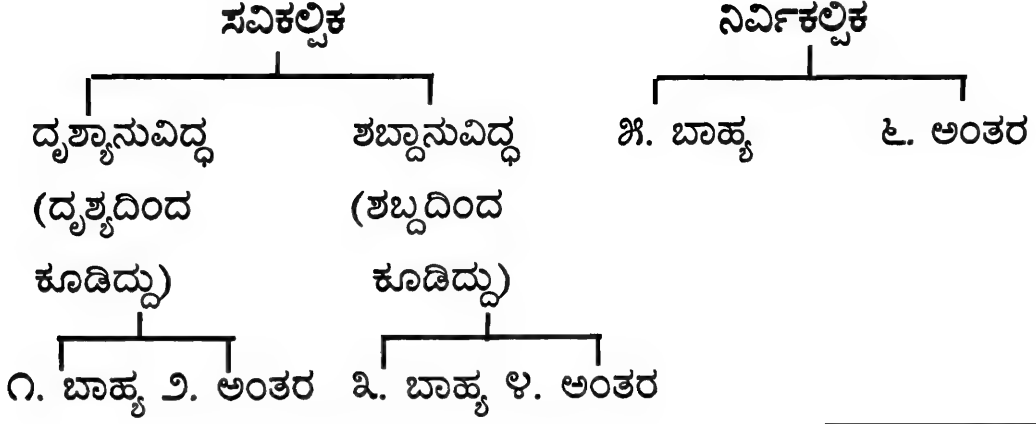 ಸವಿಕಲ್ಪಿಕ ನಿರ್ವಿಕಲ್ಪಿಕ
ದೃಶ್ಯಾನುವಿದ್ಧ ಶಬ್ದಾನುವಿದ್ಧ ೫. ಬಾಹ್ಯ ೬. ಅಂತರ
(ದೃಶ್ಯದಿಂದ (ಶಬ್ದದಿಂದ
ಕೂಡಿದ್ದು) ಕೂಡಿದ್ದು)
೧. ಬಾಹ್ಯ ೨. ಅಂತರ ೩. ಬಾಹ್ಯ ೪. ಅಂತರ